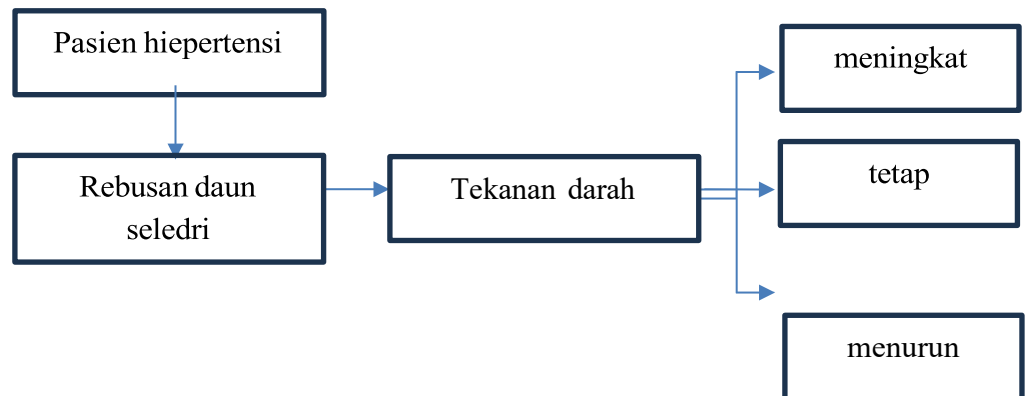 Pasien hiepertensi
Rebusan daun
seledri
Tekanan darah
meningkat
tetap
menurun